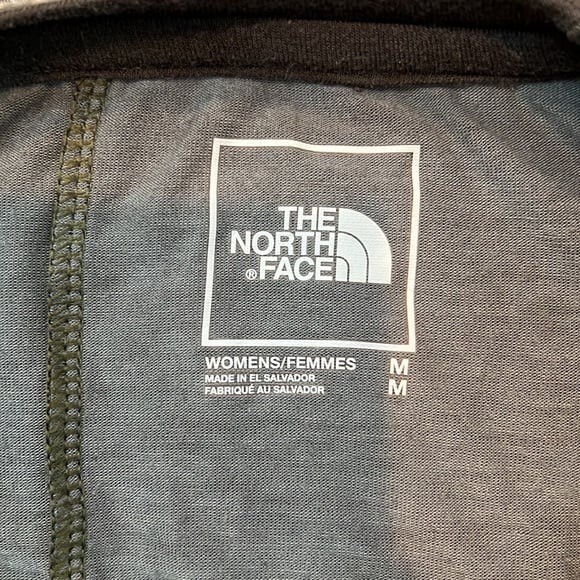 THE
NORTH
® FACE
WOMENS/FEMMES M
MADE IN EL SALVADOR
FABRIQUÉ AU SALVADOR M